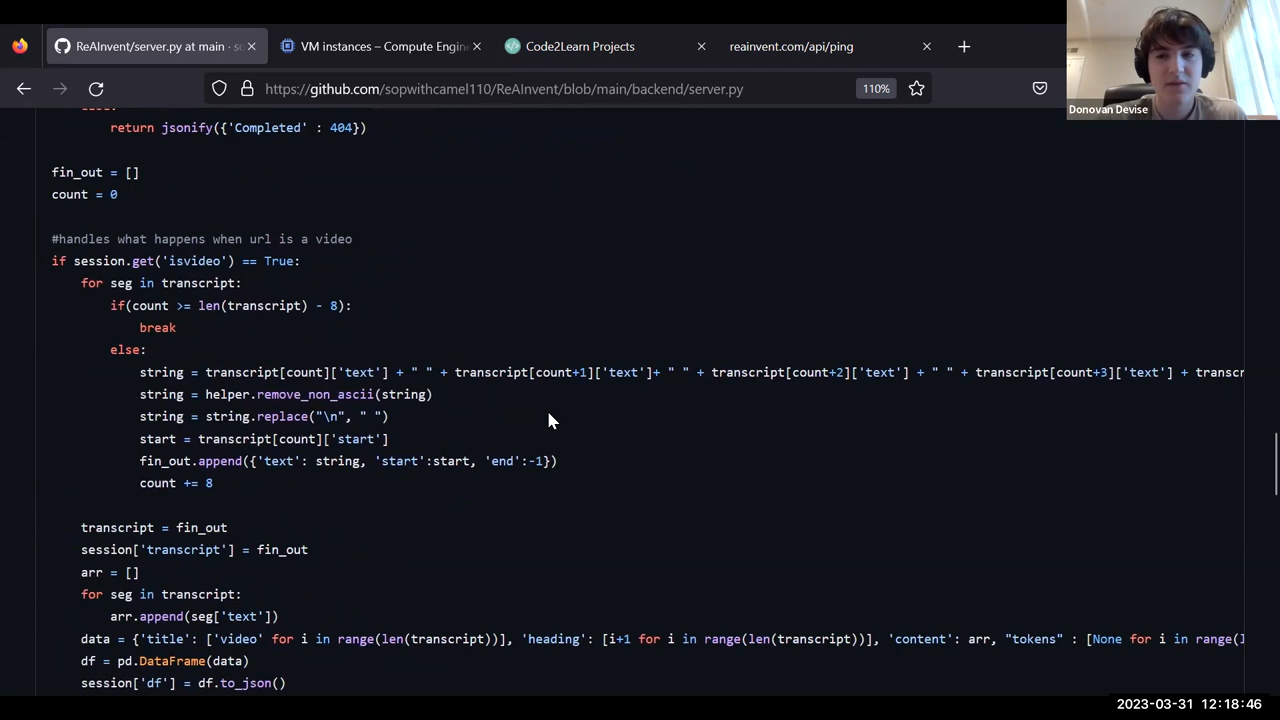 ReAInvent/server.py at main · so
VM instances – Compute Engin
Code2Learn Projects
reainvent.com/api/ping
https://github.com/sopwithcamel110/ReAInvent/blob/main/backend/server.py
110%
Donovan Devise
else:
return jsonify({'Completed' : 404})
fin_out = []
count = 0
#handles what happens when url is a video
if session.get('isvideo') == True:
for seg in transcript:
if(count >= len(transcript) - 8):
break
else:
string = transcript[count]['text'] + " " + transcript[count+1]['text']+ " " + transcript[count+2]['text'] + " " + transcript[count+3]['text'] + transcr
string = helper.remove_non_ascii(string)
string = string.replace("\n", " ")
start = transcript[count]['start']
fin_out.append({'text': string, 'start':start, 'end':-1})
count += 8
transcript = fin_out
session['transcript'] = fin_out
arr = []
for seg in transcript:
arr.append(seg['text'])
data = {'title': ['video' for i in range(len(transcript))], 'heading': [i+1 for i in range(len(transcript))], 'content': arr, "tokens" : [None for i in range(l
df = pd.DataFrame(data)
session['df'] = df.to_json()
2023-03-31 12:18:46